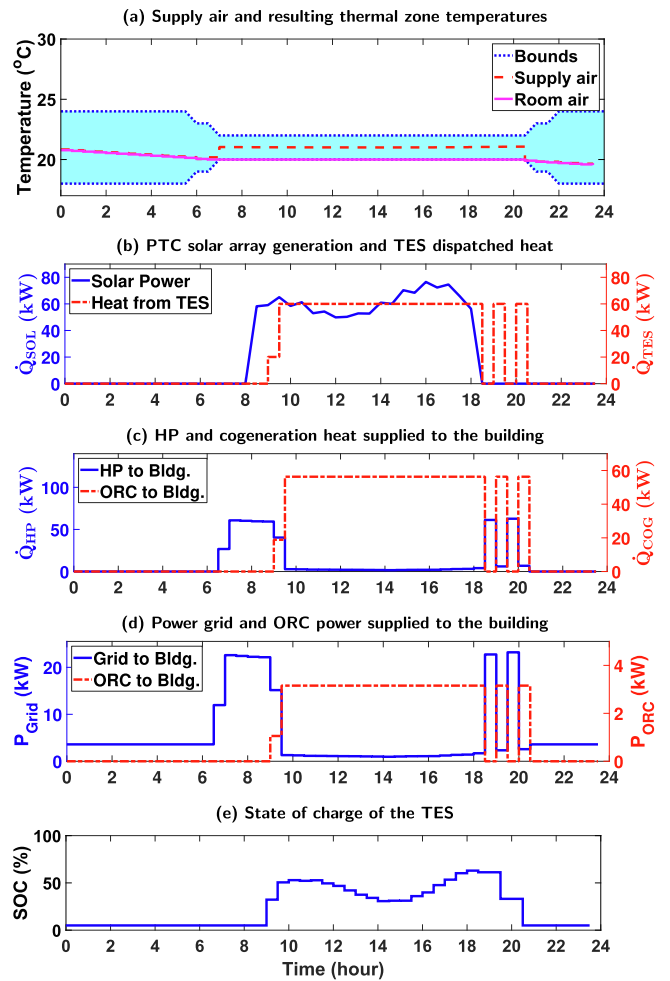 (a) Supply air and resulting thermal zone temperatures
Temperature (°C)
30
25
20
Bounds
Supply air
Room air
0 2 4 6 8 10 12 14 16 18 20 22 24
(b) PTC solar array generation and TES dispatched heat
Q̇SOL (kW)
80
60
40
20
0
Solar Power
Heat from TES
80
60
40
20
0
Q̇TES (kW)
0 2 4 6 8 10 12 14 16 18 20 22 24
(c) HP and cogeneration heat supplied to the building
Q̇HP (kW)
100
50
0
HP to Bldg.
ORC to Bldg.
60
40
20
0
Q̇COG (kW)
0 2 4 6 8 10 12 14 16 18 20 22 24
(d) Power grid and ORC power supplied to the building
PGrid (kW)
20
10
0
Grid to Bldg.
ORC to Bldg.
4
2
0
PORC (kW)
0 2 4 6 8 10 12 14 16 18 20 22 24
(e) State of charge of the TES
SOC (%)
100
50
0
0 2 4 6 8 10 12 14 16 18 20 22 24
Time (hour)